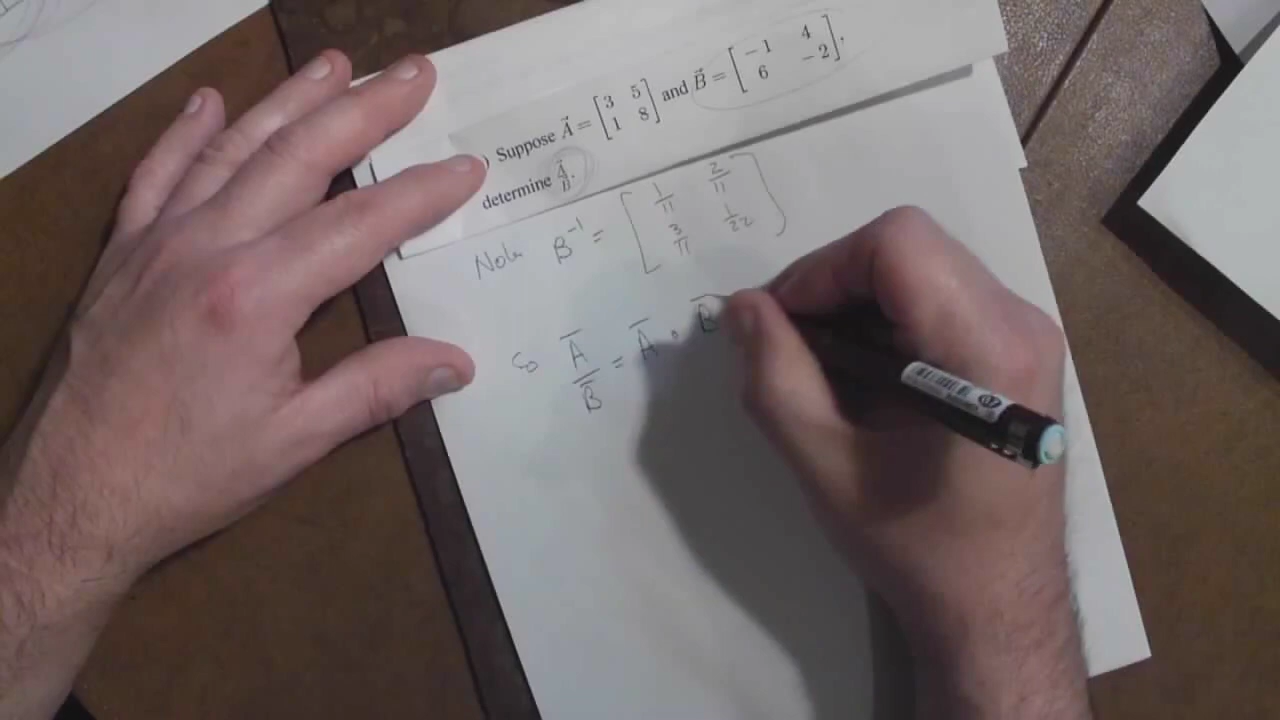 ) Suppose A⃗ = [3 5; 1 8] and B⃗ = [−1 4; 6 −2],
determine A⃗/B⃗.
Note B⁻¹ = [1/11 2/11; 3/11 1/22]
So A̅/B̅ = A̅ · B̅